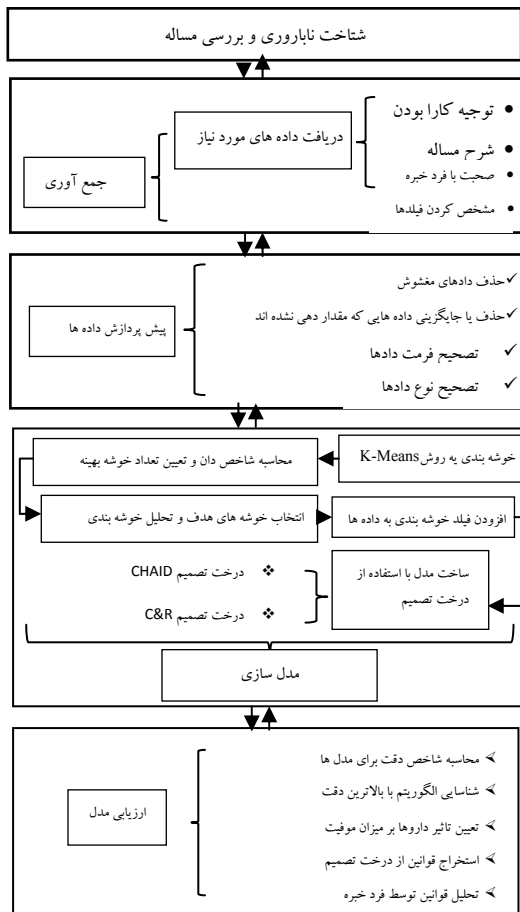 شناخت ناباروری و بررسی مساله
• توجیه کارا بودن
دریافت داده های مورد نیاز
• شرح مساله
• صحبت با فرد خبره
جمع آوری
• مشخص کردن فیلدها
✓حذف دادهای مغشوش
✓حذف یا جایگزینی داده هایی که مقدار دهی نشده اند
پیش پردازش داده ها
✓ تصحیح فرمت دادها
✓ تصحیح نوع دادها
خوشه بندی یه روش K-Means
محاسبه شاخص دان و تعیین تعداد خوشه بهینه
انتخاب خوشه های هدف و تحلیل خوشه بندی
افزودن فیلد خوشه بندی به داده ها
ساخت مدل با استفاده از
درخت تصمیم
❖ درخت تصمیم CHAID
❖ درخت تصمیم C&R
مدل سازی
➢ محاسبه شاخص دقت برای مدل ها
➢ شناسایی الگوریتم با بالاترین دقت
ارزیابی مدل
➢ تعیین تاثیر داروها بر میزان موفیت
➢ استخراج قوانین از درخت تصمیم
➢ تحلیل قوانین توسط فرد خبره